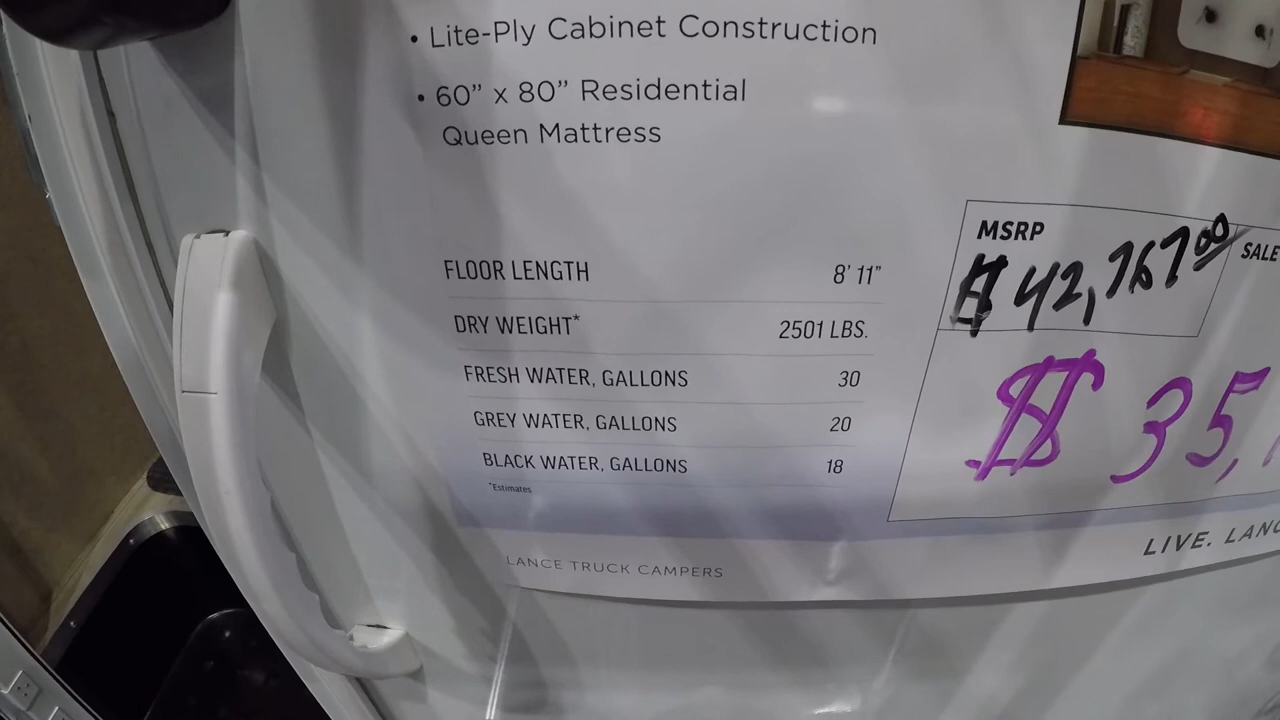 • Lite-Ply Cabinet Construction
• 60” x 80” Residential
Queen Mattress
FLOOR LENGTH 8’ 11”
DRY WEIGHT* 2501 LBS.
FRESH WATER, GALLONS 30
GREY WATER, GALLONS 20
BLACK WATER, GALLONS 18
*Estimates
LANCE TRUCK CAMPERS
MSRP
$42,767.00
SALE
$35,
LIVE.